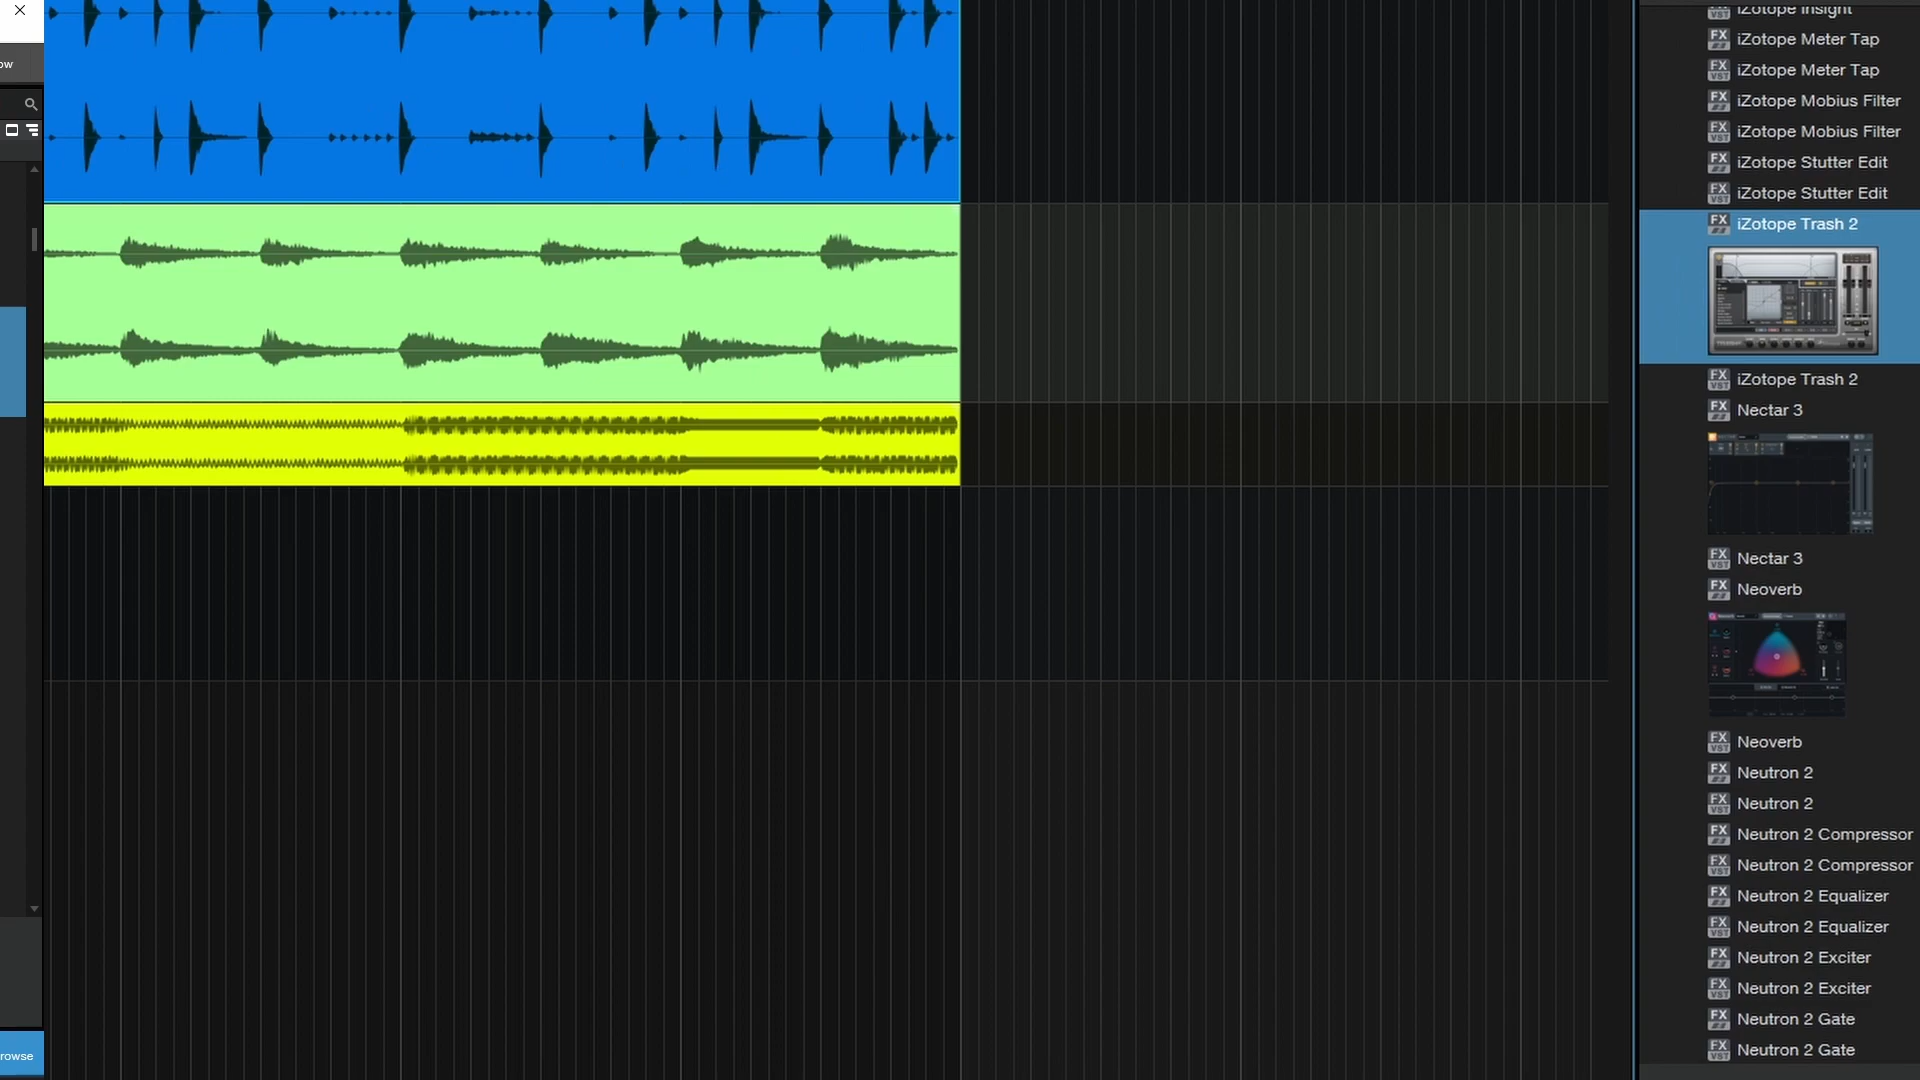 ow
rowse
iZotope Insight
iZotope Meter Tap
iZotope Meter Tap
iZotope Mobius Filter
iZotope Mobius Filter
iZotope Stutter Edit
iZotope Stutter Edit
iZotope Trash 2
iZotope Trash 2
Nectar 3
Nectar 3
Neoverb
Neoverb
Neutron 2
Neutron 2
Neutron 2 Compressor
Neutron 2 Compressor
Neutron 2 Equalizer
Neutron 2 Equalizer
Neutron 2 Exciter
Neutron 2 Exciter
Neutron 2 Gate
Neutron 2 Gate